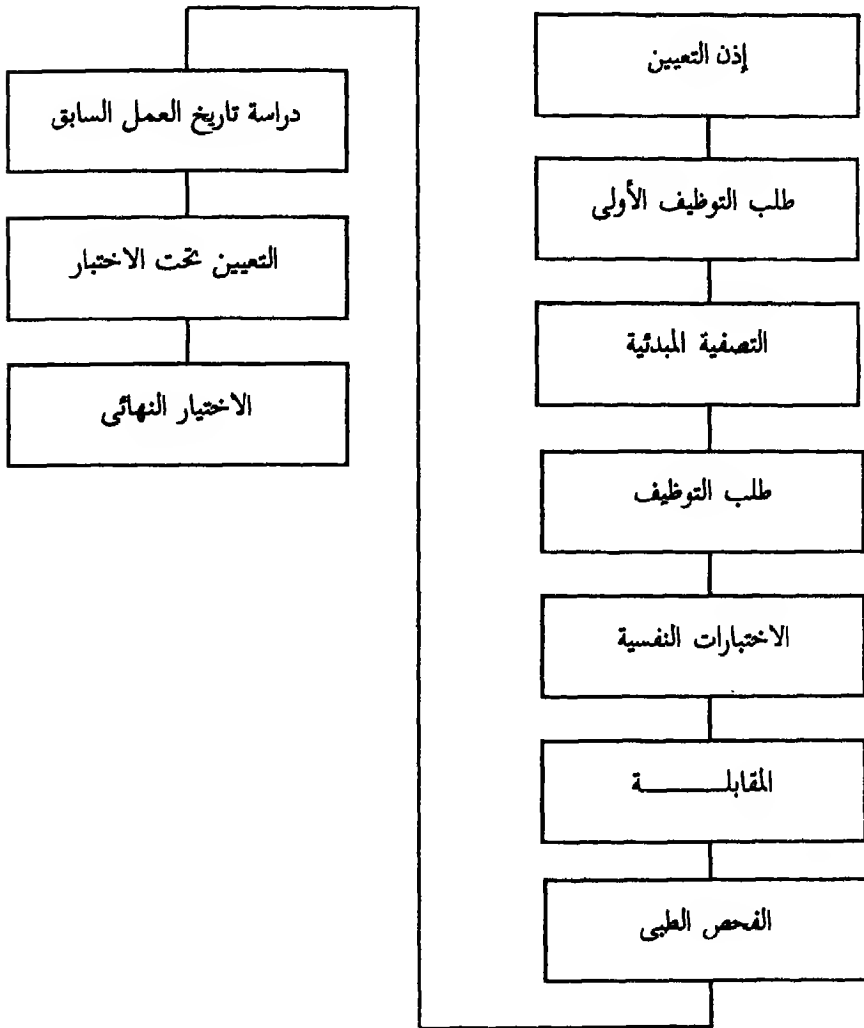 إذن التعيين
طلب التوظيف الأولى
التصفية المبدئية
طلب التوظيف
الاختبارات النفسية
المقابلـــــــة
الفحص الطبى
دراسة تاريخ العمل السابق
التعيين تحت الاختبار
الاختيار النهائى